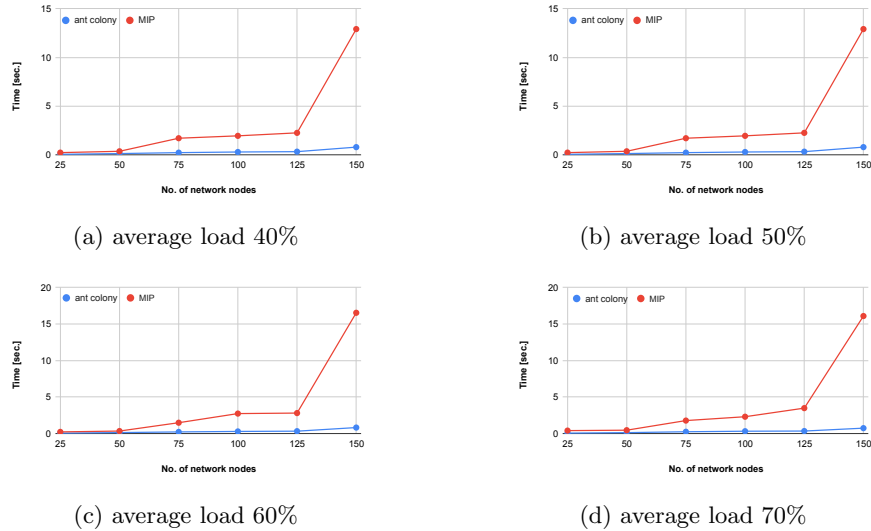 ant colony MIP
15
10
5
0
Time [sec.]
25 50 75 100 125 150
No. of network nodes
(a) average load 40%
ant colony MIP
15
10
5
0
Time [sec.]
25 50 75 100 125 150
No. of network nodes
(b) average load 50%
ant colony MIP
20
15
10
5
0
Time [sec.]
25 50 75 100 125 150
No. of network nodes
(c) average load 60%
ant colony MIP
20
15
10
5
0
Time [sec.]
25 50 75 100 125 150
No. of network nodes
(d) average load 70%